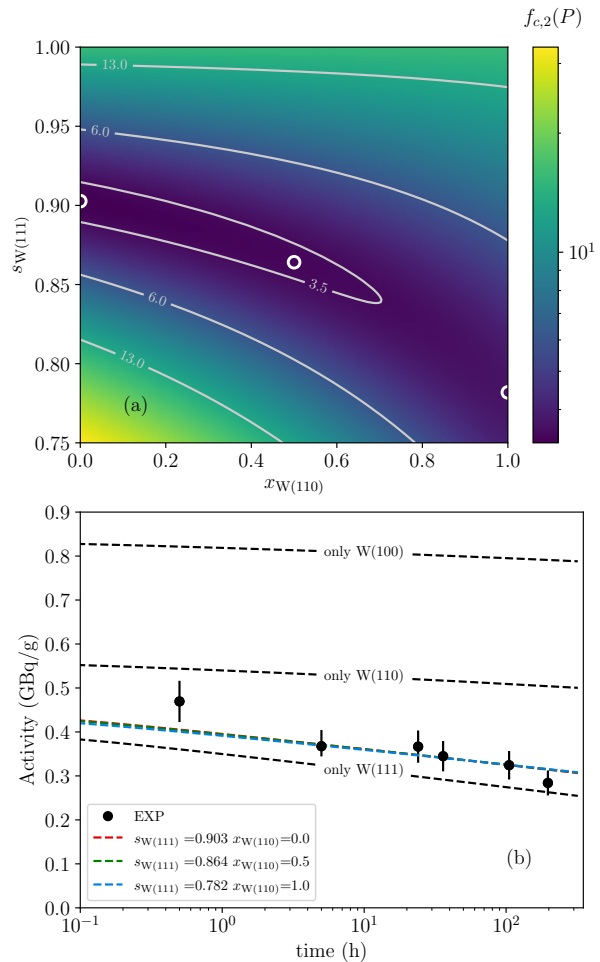 f_{c,2}(P)
1.00
0.95
0.90
0.85
0.80
0.75
s_{W(111)}
13.0
6.0
3.5
6.0
13.0
(a)
10^1
0.0 0.2 0.4 0.6 0.8 1.0
x_{W(110)}
0.9
0.8
0.7
0.6
0.5
0.4
0.3
0.2
0.1
0.0
Activity (GBq/g)
only W(100)
only W(110)
only W(111)
EXP
s_{W(111)} =0.903 x_{W(110)}=0.0
s_{W(111)} =0.864 x_{W(110)}=0.5
s_{W(111)} =0.782 x_{W(110)}=1.0
(b)
10^{-1} 10^0 10^1 10^2
time (h)